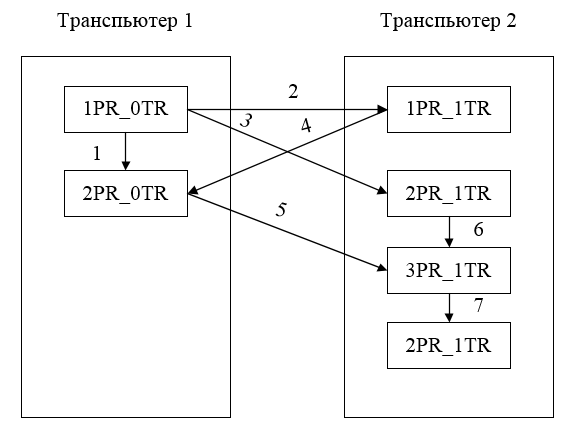 Транспьютер 1
Транспьютер 2
1PR_0TR
2
1PR_1TR
3
4
1
2PR_0TR
2PR_1TR
5
6
3PR_1TR
7
2PR_1TR